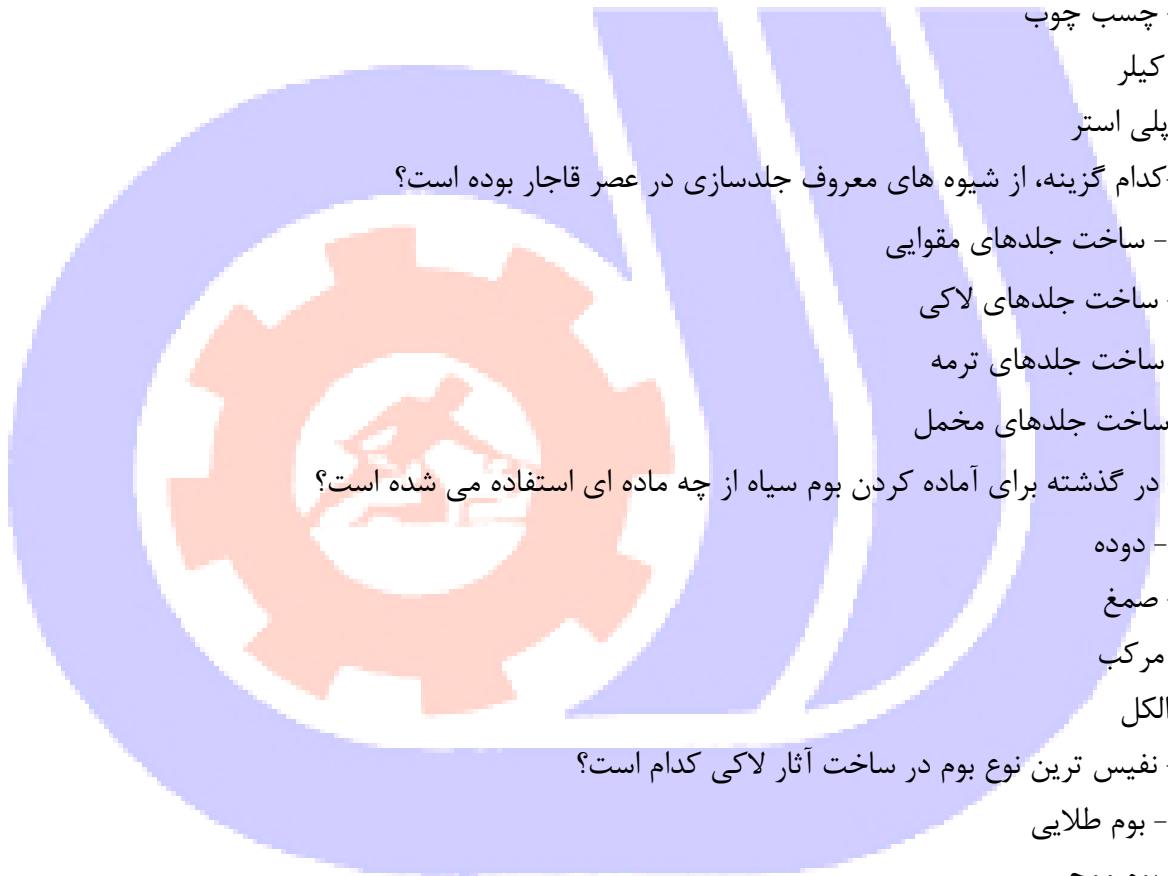 - چسب چوب
کیلر
پلی استر
-کدام گزینه، از شیوه های معروف جلدسازی در عصر قاجار بوده است؟
- ساخت جلدهای مقوایی
- ساخت جلدهای لاکی
ساخت جلدهای ترمه
ساخت جلدهای مخمل
در گذشته برای آماده کردن بوم سیاه از چه ماده ای استفاده می شده است؟
- دوده
- صمغ
مرکب
الکل
- نفیس ترین نوع بوم در ساخت آثار لاکی کدام است؟
- بوم طلایی